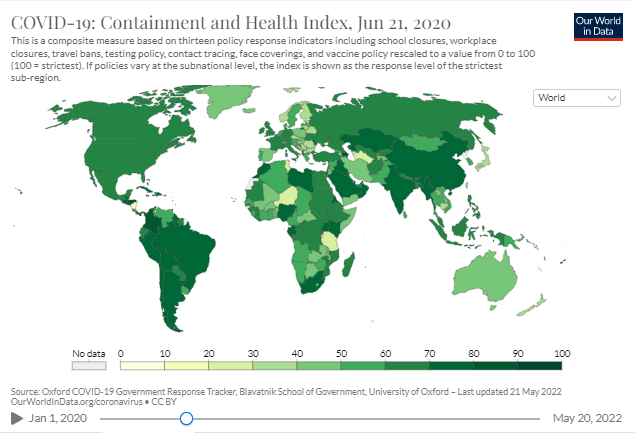 COVID-19: Containment and Health Index, Jun 21, 2020
Our World
in Data
This is a composite measure based on thirteen policy response indicators including school closures, workplace
closures, travel bans, testing policy, contact tracing, face coverings, and vaccine policy rescaled to a value from 0 to 100
(100 = strictest). If policies vary at the subnational level, the index is shown as the response level of the strictest
sub-region.
World
No data 0 10 20 30 40 50 60 70 80 90 100
Source: Oxford COVID-19 Government Response Tracker, Blavatnik School of Government, University of Oxford – Last updated 21 May 2022
OurWorldInData.org/coronavirus • CC BY
Jan 1, 2020 May 20, 2022